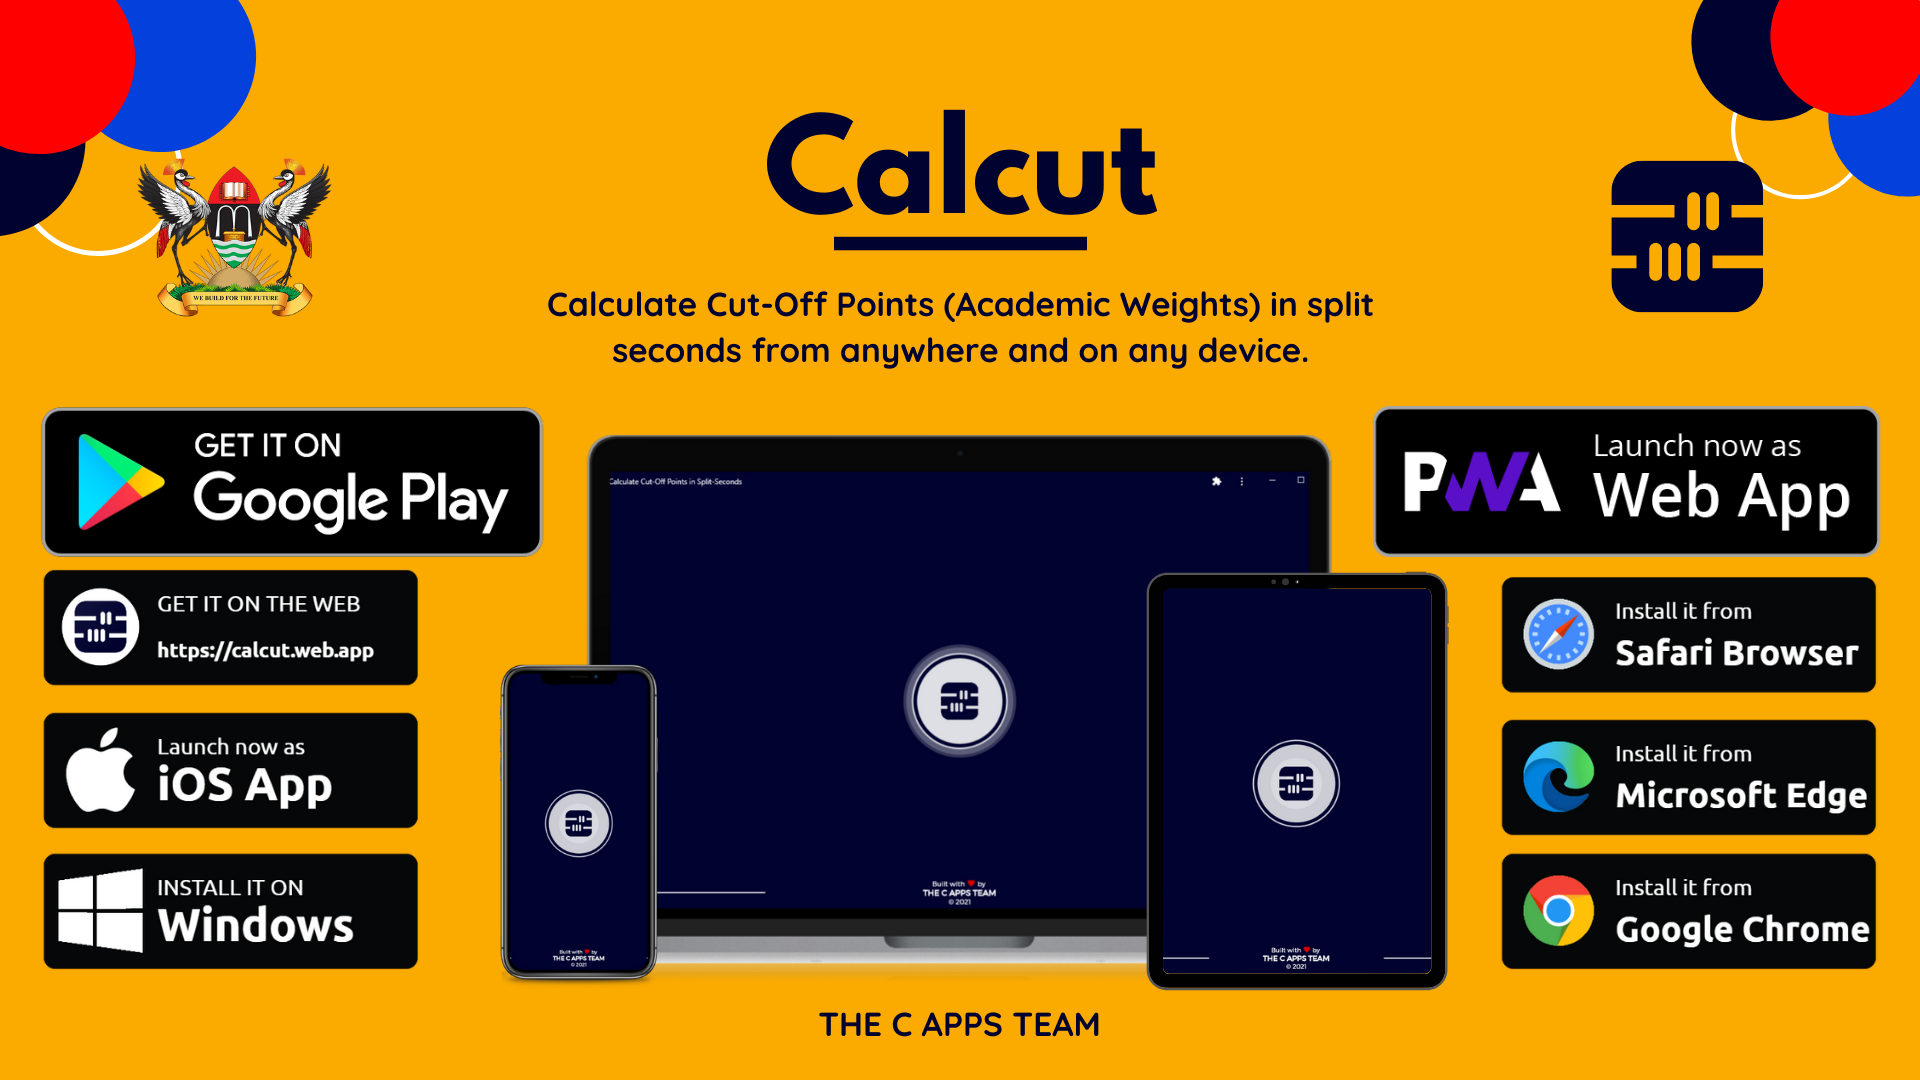 Calcut
Calculate Cut-Off Points (Academic Weights) in split
seconds from anywhere and on any device.
WE BUILD FOR THE FUTURE
GET IT ON
Google Play
GET IT ON THE WEB
https://calcut.web.app
Launch now as
iOS App
INSTALL IT ON
Windows
Calculate Cut-Off Points in Split-Seconds
Built with ❤ by
THE C APPS TEAM
© 2021
Built with ❤ by
THE C APPS TEAM
© 2021
Built with ❤ by
THE C APPS TEAM
© 2021
PWA
Launch now as
Web App
Install it from
Safari Browser
Install it from
Microsoft Edge
Install it from
Google Chrome
THE C APPS TEAM